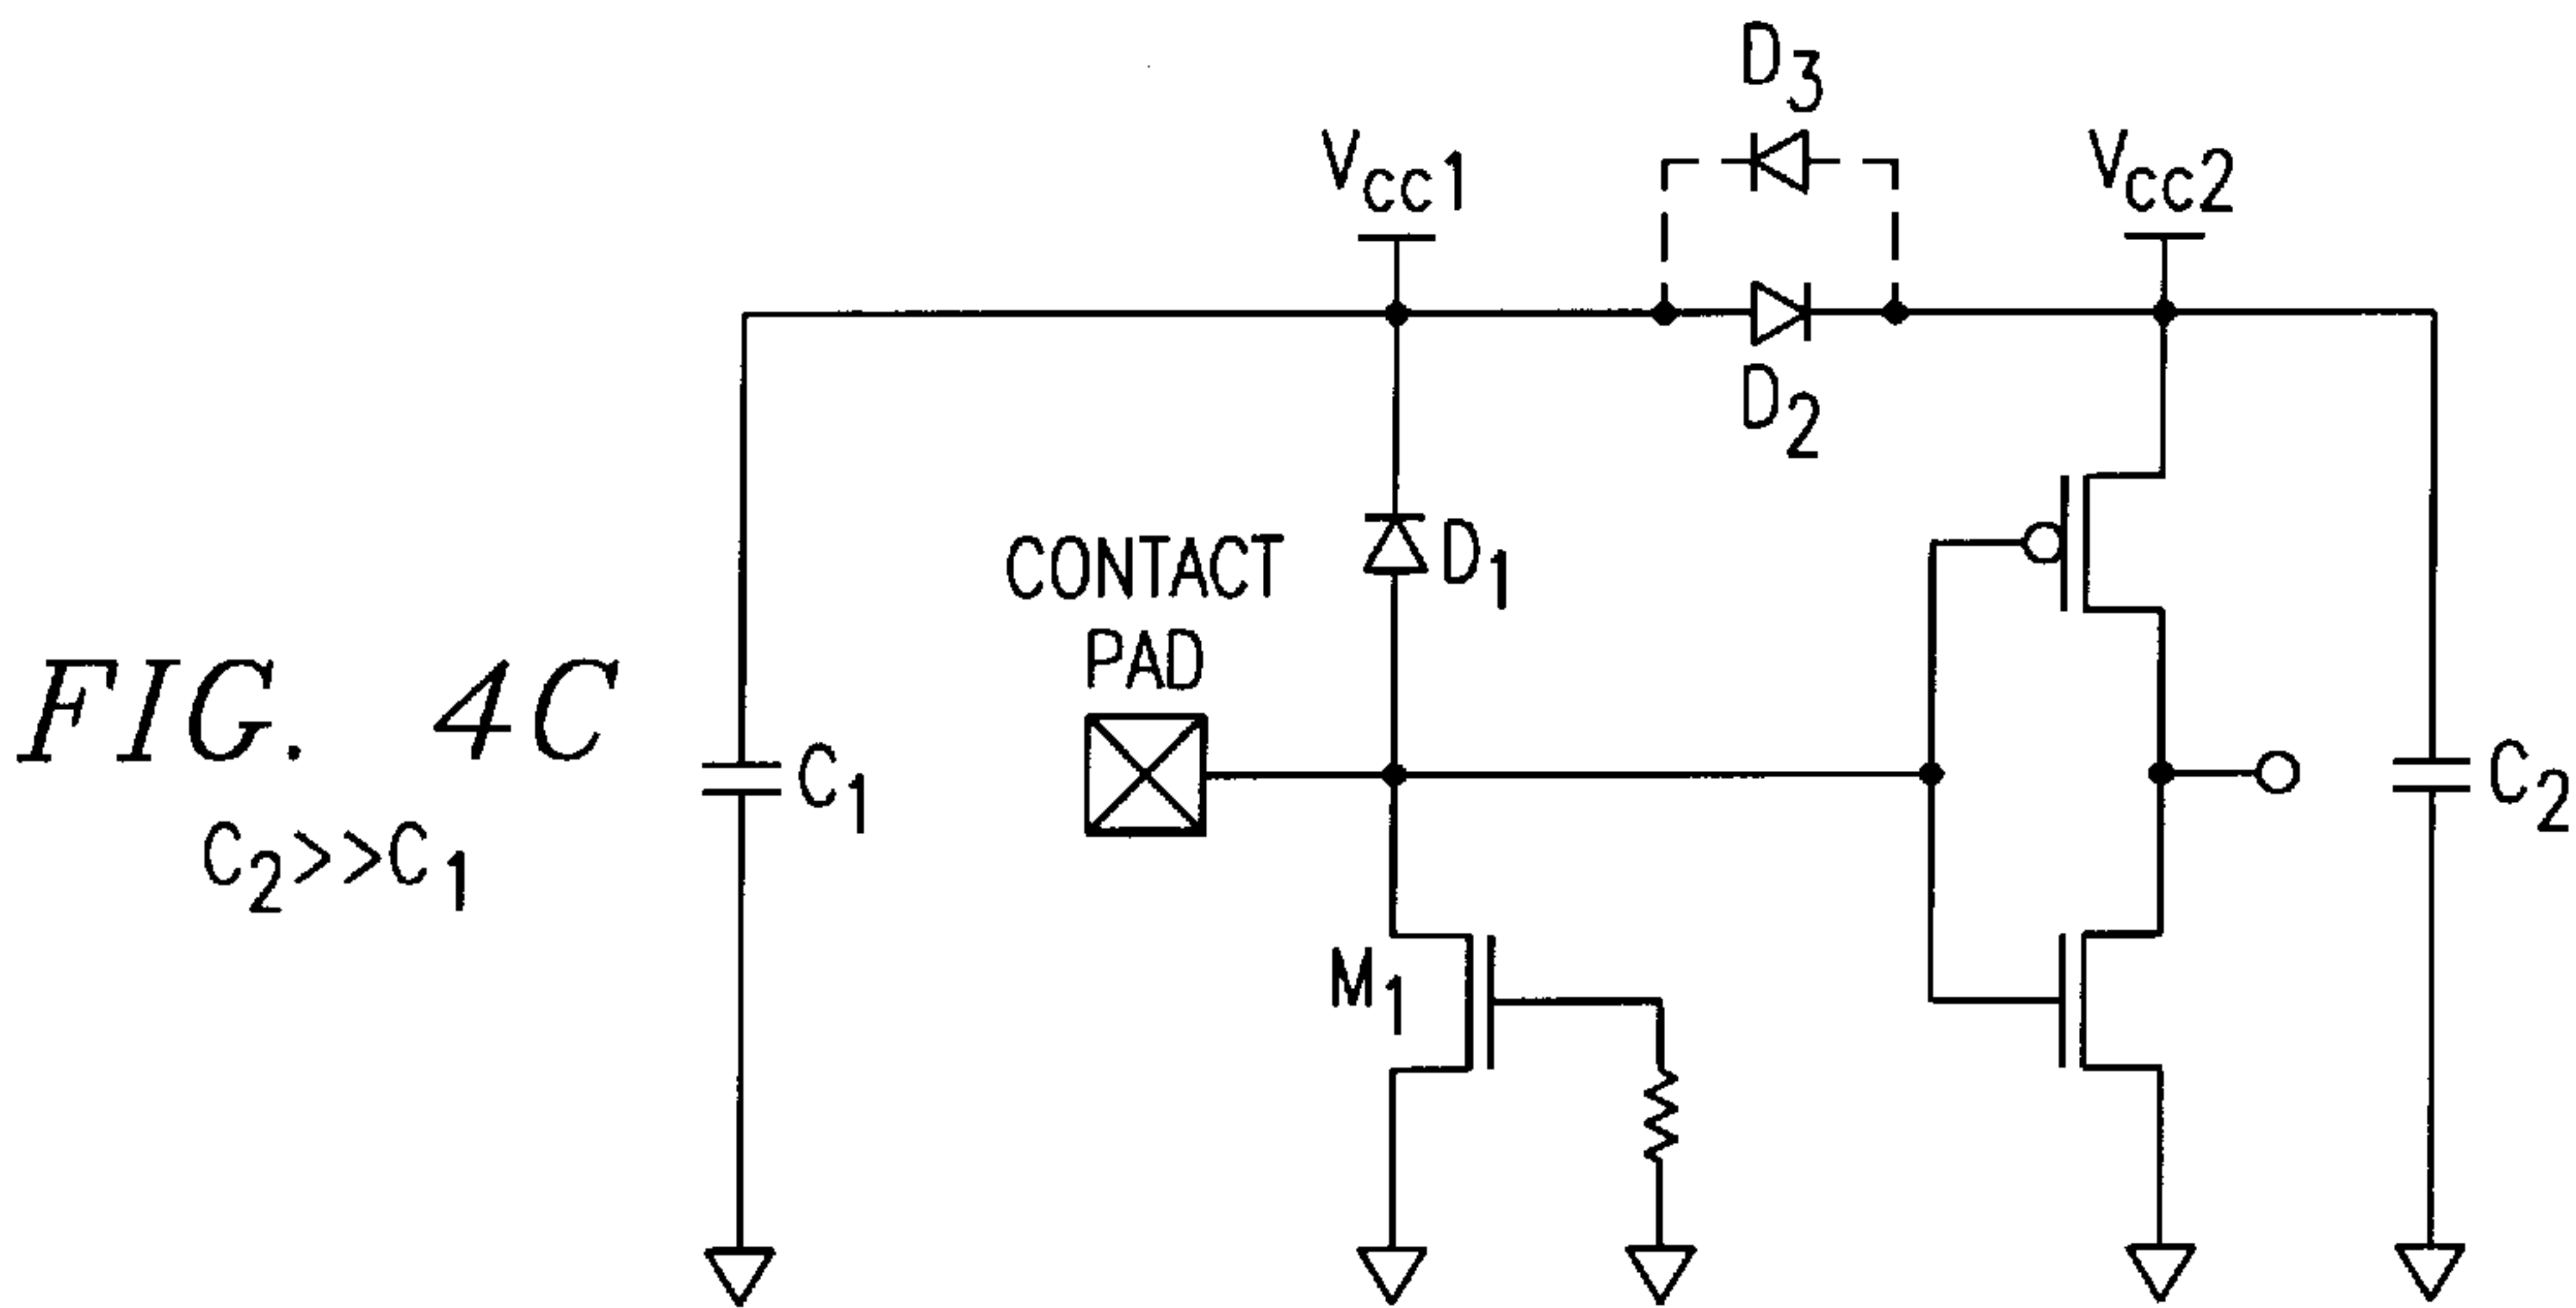 D3
VCC1
VCC2
D2
CONTACT
PAD
D1
FIG. 4C
C2>>C1
C1
C2
M1